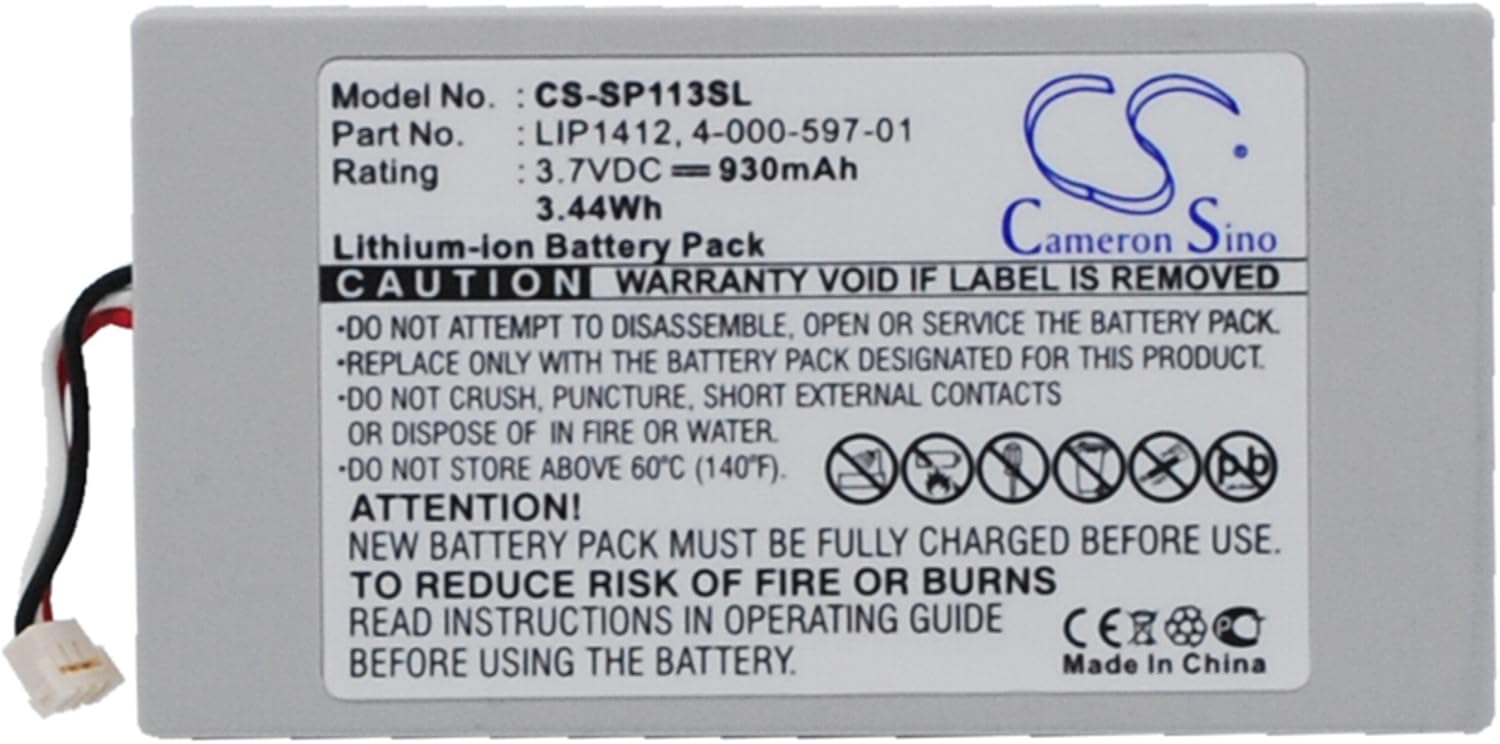 Model No. : CS-SP113SL
Part No. : LIP1412, 4-000-597-01
Rating : 3.7VDC ⎓ 930mAh
3.44Wh
Lithium-ion Battery Pack
CS
Cameron Sino
CAUTION WARRANTY VOID IF LABEL IS REMOVED
·DO NOT ATTEMPT TO DISASSEMBLE, OPEN OR SERVICE THE BATTERY PACK.
·REPLACE ONLY WITH THE BATTERY PACK DESIGNATED FOR THIS PRODUCT.
·DO NOT CRUSH, PUNCTURE, SHORT EXTERNAL CONTACTS
OR DISPOSE OF IN FIRE OR WATER.
·DO NOT STORE ABOVE 60°C (140°F).
Pb
ATTENTION!
NEW BATTERY PACK MUST BE FULLY CHARGED BEFORE USE.
TO REDUCE RISK OF FIRE OR BURNS
READ INSTRUCTIONS IN OPERATING GUIDE
BEFORE USING THE BATTERY.
CE
Made In China